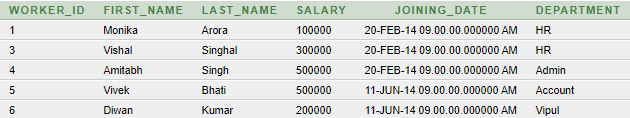 WORKER_ID FIRST_NAME LAST_NAME SALARY JOINING_DATE DEPARTMENT
1 Monika Arora 100000 20-FEB-14 09.00.00.000000 AM HR
3 Vishal Singhal 300000 20-FEB-14 09.00.00.000000 AM HR
4 Amitabh Singh 500000 20-FEB-14 09.00.00.000000 AM Admin
5 Vivek Bhati 500000 11-JUN-14 09.00.00.000000 AM Account
6 Diwan Kumar 200000 11-JUN-14 09.00.00.000000 AM Vipul